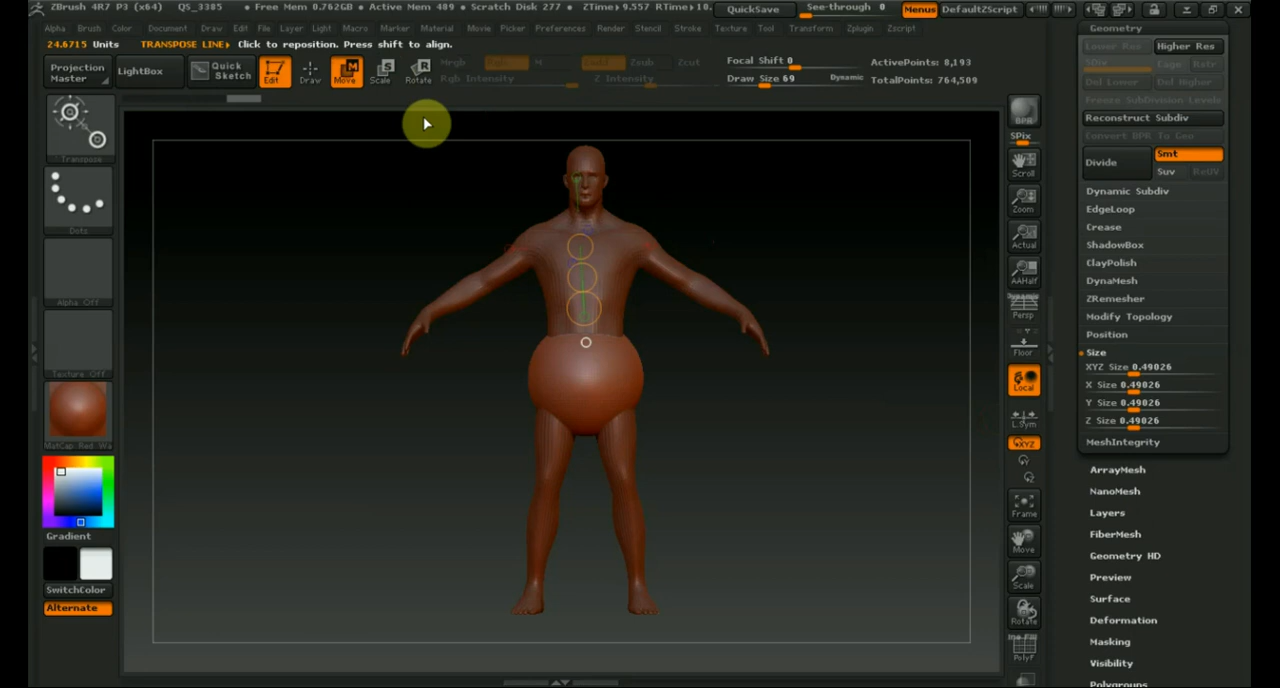 ZBrush 4R7 P3 (x64) QS_3385 • Free Mem 0.762GB • Active Mem 489 • Scratch Disk 277 • ZTime▸9.557 RTime▸10. QuickSave See-through 0 Menus DefaultZScript
Alpha Brush Color Document Draw Edit File Layer Light Macro Marker Material Movie Picker Preferences Render Stencil Stroke Texture Tool Transform Zplugin Zscript
24.6715 Units TRANSPOSE LINE▸ Click to reposition. Press shift to align.
Projection
Master
LightBox
Quick
Sketch
Edit
Draw
Move
Scale
Rotate
Mrgb Rgb M
Rgb Intensity
Zadd Zsub Zcut
Z Intensity
Focal Shift 0
Draw Size 69 Dynamic
ActivePoints: 8,193
TotalPoints: 764,509
Transpose
Dots
Alpha Off
Texture Off
MatCap Red Wa
Gradient
SwitchColor
Alternate
BPR
SPix
Scroll
Zoom
Actual
AAHalf
Dynamic
Persp
Floor
Local
L.Sym
XYZ
Frame
Move
Scale
Rotate
PolyF
Geometry
Lower Res Higher Res
SDiv Cage Rstr
Del Lower Del Higher
Freeze SubDivision Levels
Reconstruct Subdiv
Convert BPR To Geo
Divide Smt
Suv ReUV
Dynamic Subdiv
EdgeLoop
Crease
ShadowBox
ClayPolish
DynaMesh
ZRemesher
Modify Topology
Position
Size
XYZ Size 0.49026
X Size 0.49026
Y Size 0.49026
Z Size 0.49026
MeshIntegrity
ArrayMesh
NanoMesh
Layers
FiberMesh
Geometry HD
Preview
Surface
Deformation
Masking
Visibility
Polygroups